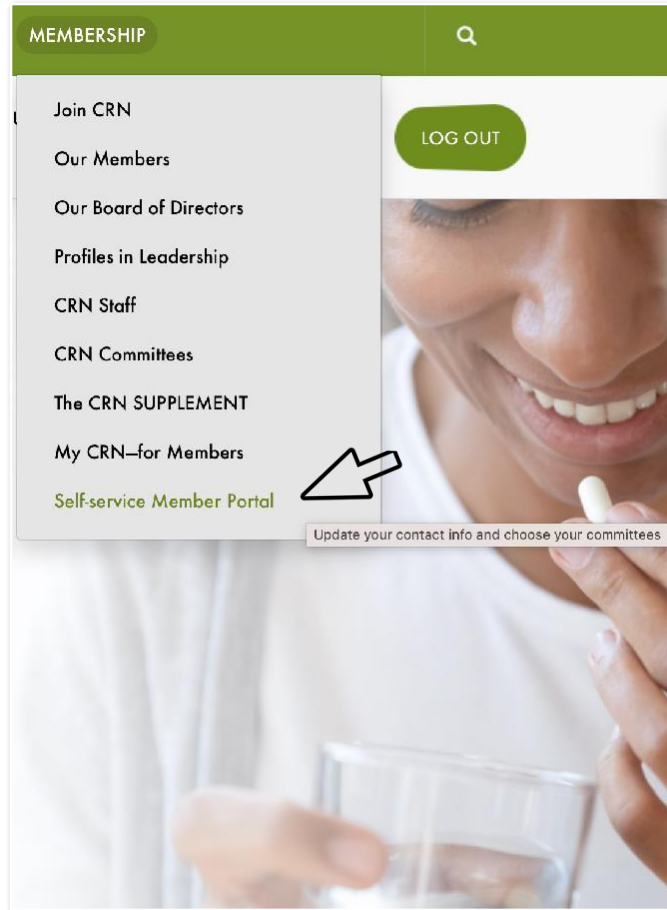 MEMBERSHIP
Join CRN
LOG OUT
Our Members
Our Board of Directors
Profiles in Leadership
CRN Staff
CRN Committees
The CRN SUPPLEMENT
My CRN—for Members
Self-service Member Portal
Update your contact info and choose your committees